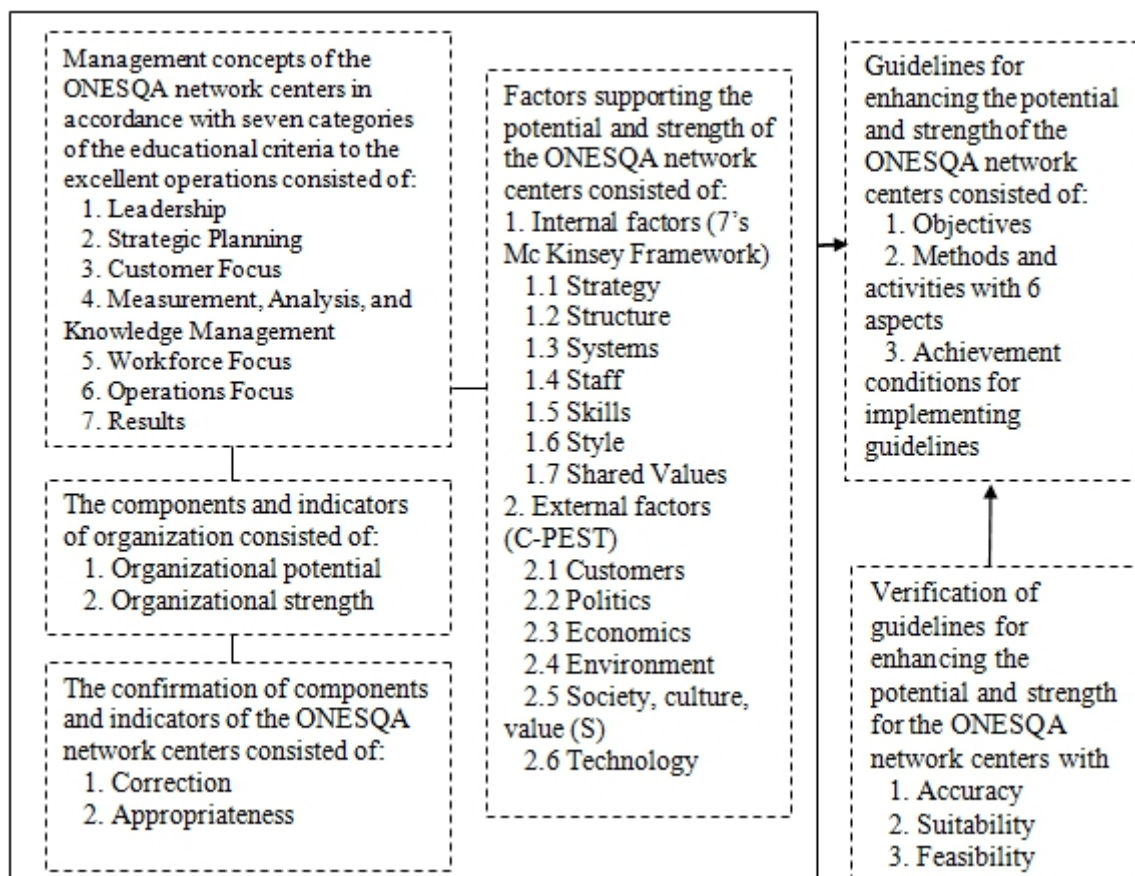 Management concepts of the
ONESQA network centers in
accordance with seven categories
of the educational criteria to the
excellent operations consisted of:
1. Leadership
2. Strategic Planning
3. Customer Focus
4. Measurement, Analysis, and
Knowledge Management
5. Workforce Focus
6. Operations Focus
7. Results
The components and indicators
of organization consisted of:
1. Organizational potential
2. Organizational strength
The confirmation of components
and indicators of the ONESQA
network centers consisted of:
1. Correction
2. Appropriateness
Factors supporting the
potential and strength of
the ONESQA network
centers consisted of:
1. Internal factors (7's
Mc Kinsey Framework)
1.1 Strategy
1.2 Structure
1.3 Systems
1.4 Staff
1.5 Skills
1.6 Style
1.7 Shared Values
2. External factors
(C-PEST)
2.1 Customers
2.2 Politics
2.3 Economics
2.4 Environment
2.5 Society, culture,
value (S)
2.6 Technology
Guidelines for
enhancing the potential
and strength of the
ONESQA network
centers consisted of:
1. Objectives
2. Methods and
activities with 6
aspects
3. Achievement
conditions for
implementing
guidelines
Verification of
guidelines for
enhancing the
potential and strength
for the ONESQA
network centers with
1. Accuracy
2. Suitability
3. Feasibility